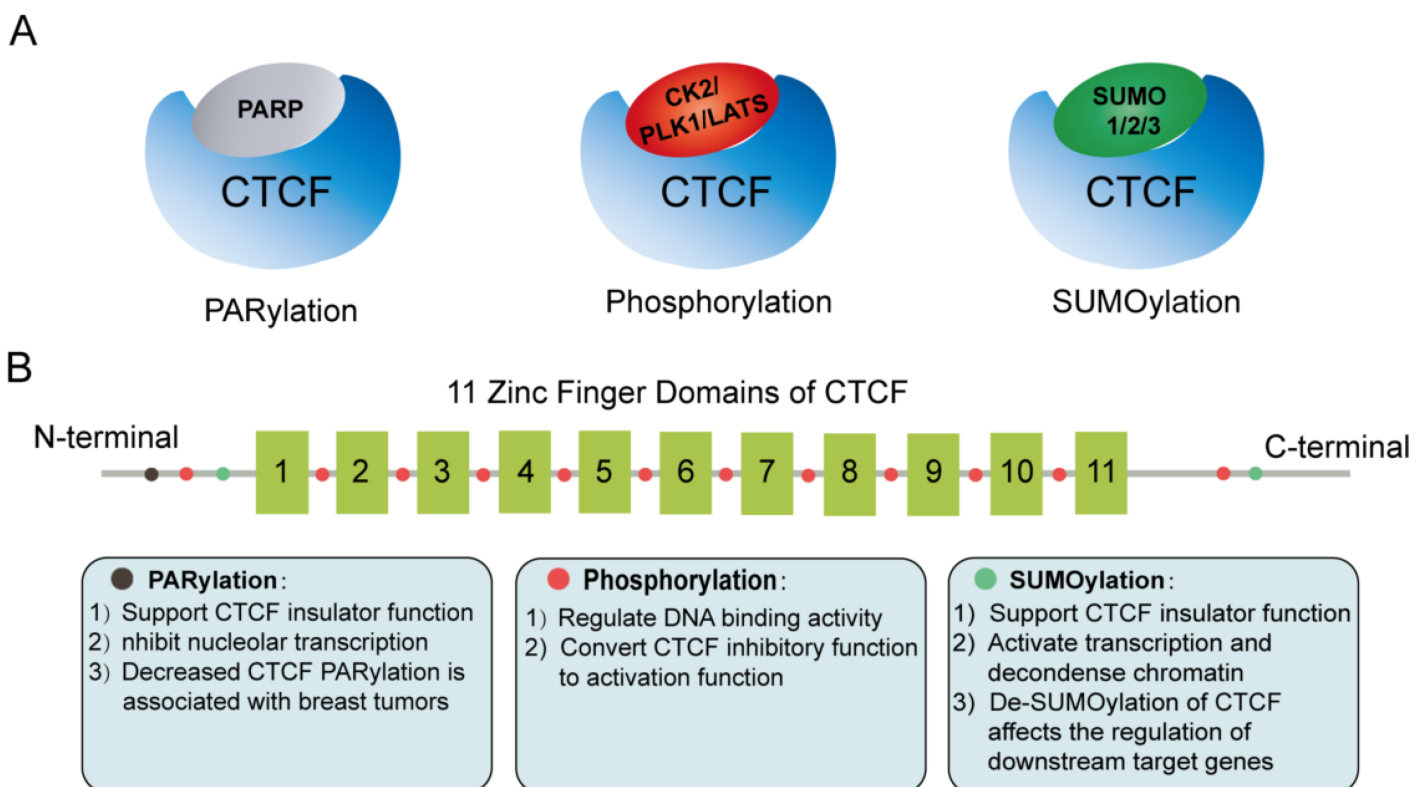 A
PARP
CTCF
PARylation
CK2/
PLK1/LATS
CTCF
Phosphorylation
SUMO
1/2/3
CTCF
SUMOylation
B
11 Zinc Finger Domains of CTCF
N-terminal
C-terminal
1 2 3 4 5 6 7 8 9 10 11
PARylation:
1) Support CTCF insulator function
2) nhibit nucleolar transcription
3) Decreased CTCF PARylation is
associated with breast tumors
Phosphorylation:
1) Regulate DNA binding activity
2) Convert CTCF inhibitory function
to activation function
SUMOylation:
1) Support CTCF insulator function
2) Activate transcription and
decondense chromatin
3) De-SUMOylation of CTCF
affects the regulation of
downstream target genes